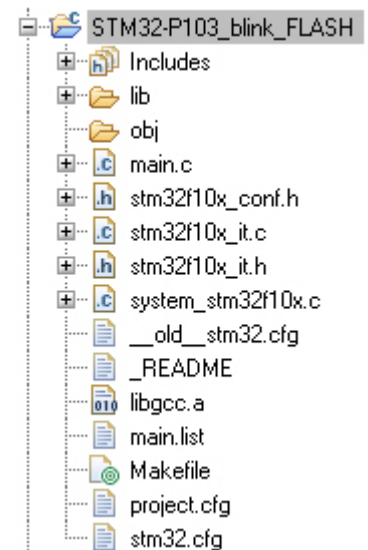 STM32-P103_blink_FLASH
Includes
lib
obj
main.c
stm32f10x_conf.h
stm32f10x_it.c
stm32f10x_it.h
system_stm32f10x.c
__old__stm32.cfg
_README
libgcc.a
main.list
Makefile
project.cfg
stm32.cfg